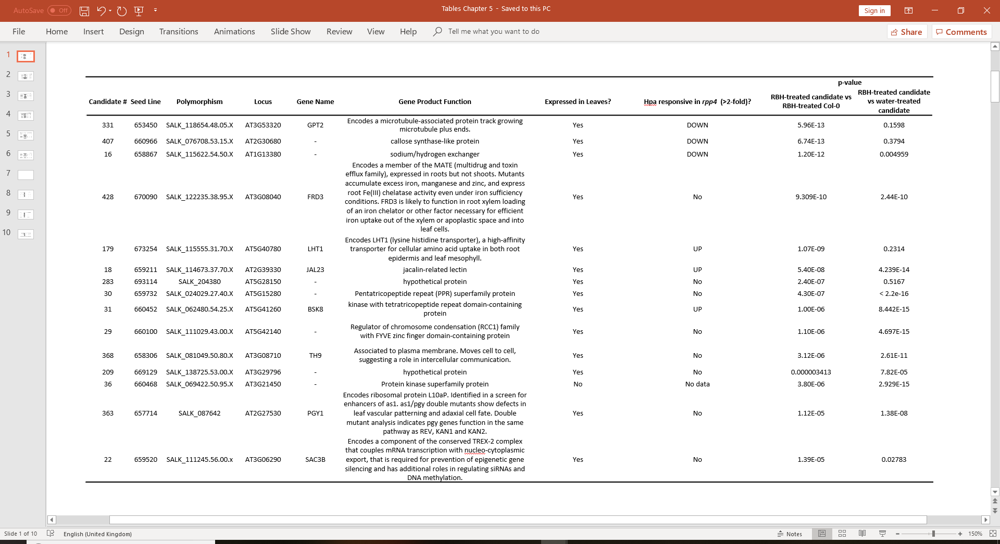 AutoSave Off
Tables Chapter 5 - Saved to this PC
Sign in
File Home Insert Design Transitions Animations Slide Show Review View Help Tell me what you want to do
Share Comments
1
2
3
4
5
6
7
8
9
10
p-value
Candidate # Seed Line Polymorphism Locus Gene Name Gene Product Function Expressed in Leaves? Hpa responsive in rpp4 (>2-fold)? RBH-treated candidate vs RBH-treated Col-0 RBH-treated candidate vs water-treated candidate
331 653450 SALK_118654.48.05.X AT3G53320 GPT2 Encodes a microtubule-associated protein track growing
microtubule plus ends. Yes DOWN 5.96E-13 0.1598
407 660966 SALK_076708.53.15.X AT2G30680 - callose synthase-like protein Yes DOWN 6.74E-13 0.3794
16 658867 SALK_115622.54.50.X AT1G13380 - sodium/hydrogen exchanger Yes DOWN 1.20E-12 0.004959
Encodes a member of the MATE (multidrug and toxin
efflux family), expressed in roots but not shoots. Mutants
accumulate excess iron, manganese and zinc, and express
428 670090 SALK_122235.38.95.X AT3G08040 FRD3 root Fe(III) chelatase activity even under iron sufficiency Yes No 9.309E-10 2.44E-10
conditions. FRD3 is likely to function in root xylem loading
of an iron chelator or other factor necessary for efficient
iron uptake out of the xylem or apoplastic space and into
leaf cells.
Encodes LHT1 (lysine histidine transporter), a high-affinity
179 673254 SALK_115555.31.70.X AT5G40780 LHT1 transporter for cellular amino acid uptake in both root Yes UP 1.07E-09 0.2314
epidermis and leaf mesophyll.
18 659211 SALK_114673.37.70.X AT2G39330 JAL23 jacalin-related lectin Yes UP 5.40E-08 4.239E-14
283 693114 SALK_204380 AT5G28150 - hypothetical protein Yes No 2.40E-07 0.5167
30 659732 SALK_024029.27.40.X AT5G15280 - Pentatricopeptide repeat (PPR) superfamily protein Yes No 4.30E-07 < 2.2e-16
31 660452 SALK_062480.54.25.X AT5G41260 BSK8 kinase with tetratricopeptide repeat domain-containing
protein Yes UP 1.00E-06 8.442E-15
29 660100 SALK_111029.43.00.X AT5G42140 - Regulator of chromosome condensation (RCC1) family
with FYVE zinc finger domain-containing protein Yes No 1.10E-06 4.697E-15
368 658306 SALK_081049.50.80.X AT3G08710 TH9 Associated to plasma membrane. Moves cell to cell,
suggesting a role in intercellular communication. Yes No 3.12E-06 2.61E-11
209 669129 SALK_138725.53.00.X AT3G29796 - hypothetical protein Yes No 0.000003413 7.82E-05
36 660468 SALK_069422.50.95.X AT3G21450 - Protein kinase superfamily protein No No data 3.80E-06 2.929E-15
Encodes ribosomal protein L10aP. Identified in a screen for
enhancers of as1. as1/pgy double mutants show defects in
363 657714 SALK_087642 AT2G27530 PGY1 leaf vascular patterning and adaxial cell fate. Double Yes No 1.12E-05 1.38E-08
mutant analysis indicates pgy genes function in the same
pathway as REV, KAN1 and KAN2.
Encodes a component of the conserved TREX-2 complex
that couples mRNA transcription with nucleo-cytoplasmic
22 659520 SALK_111245.56.00.x AT3G06290 SAC3B export, that is required for prevention of epigenetic gene Yes No 1.39E-05 0.02783
silencing and has additional roles in regulating siRNAs and
DNA methylation.
Slide 1 of 10 English (United Kingdom) Notes 150%